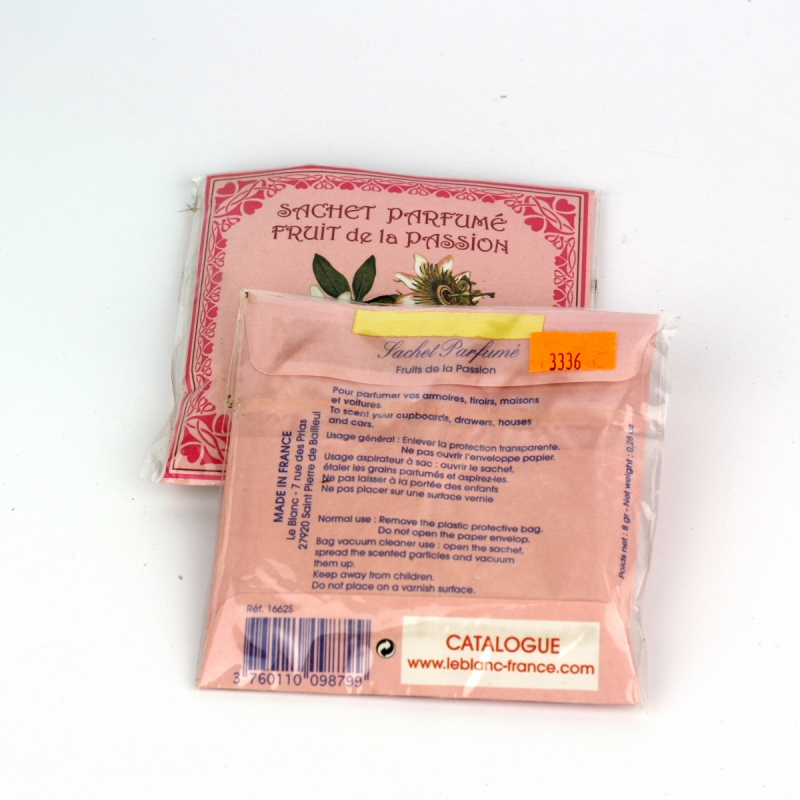 SACHET PARFUMÉ
FRUIT de la PASSION
Sachet Parfumé
Fruits de la Passion
3336
Pour parfumer vos armoires, tiroirs, maisons
et voitures
To scent your cupboards, drawers, houses
and cars.
Usage général : Enlever la protection transparente.
Ne pas ouvrir l'enveloppe papier.
Usage aspirateur à sac : ouvrir le sachet,
étaler les grains parfumés et aspirez-les.
Ne pas laisser à la portée des enfants
Ne pas placer sur une surface vernie
Normal use : Remove the plastic protective bag.
Do not open the paper envelop.
Bag vacuum cleaner use : open the sachet,
spread the scented particles and vacuum
them up.
Keep away from children.
Do not place on a varnish surface.
MADE IN FRANCE
Le Blanc - 7 rue des Prias
27920 Saint Pierre de Bailleul
Poids net : 8 gr - Net weight : 0,28 oz
Réf. 1662S
3 760110 098799
CATALOGUE
www.leblanc-france.com